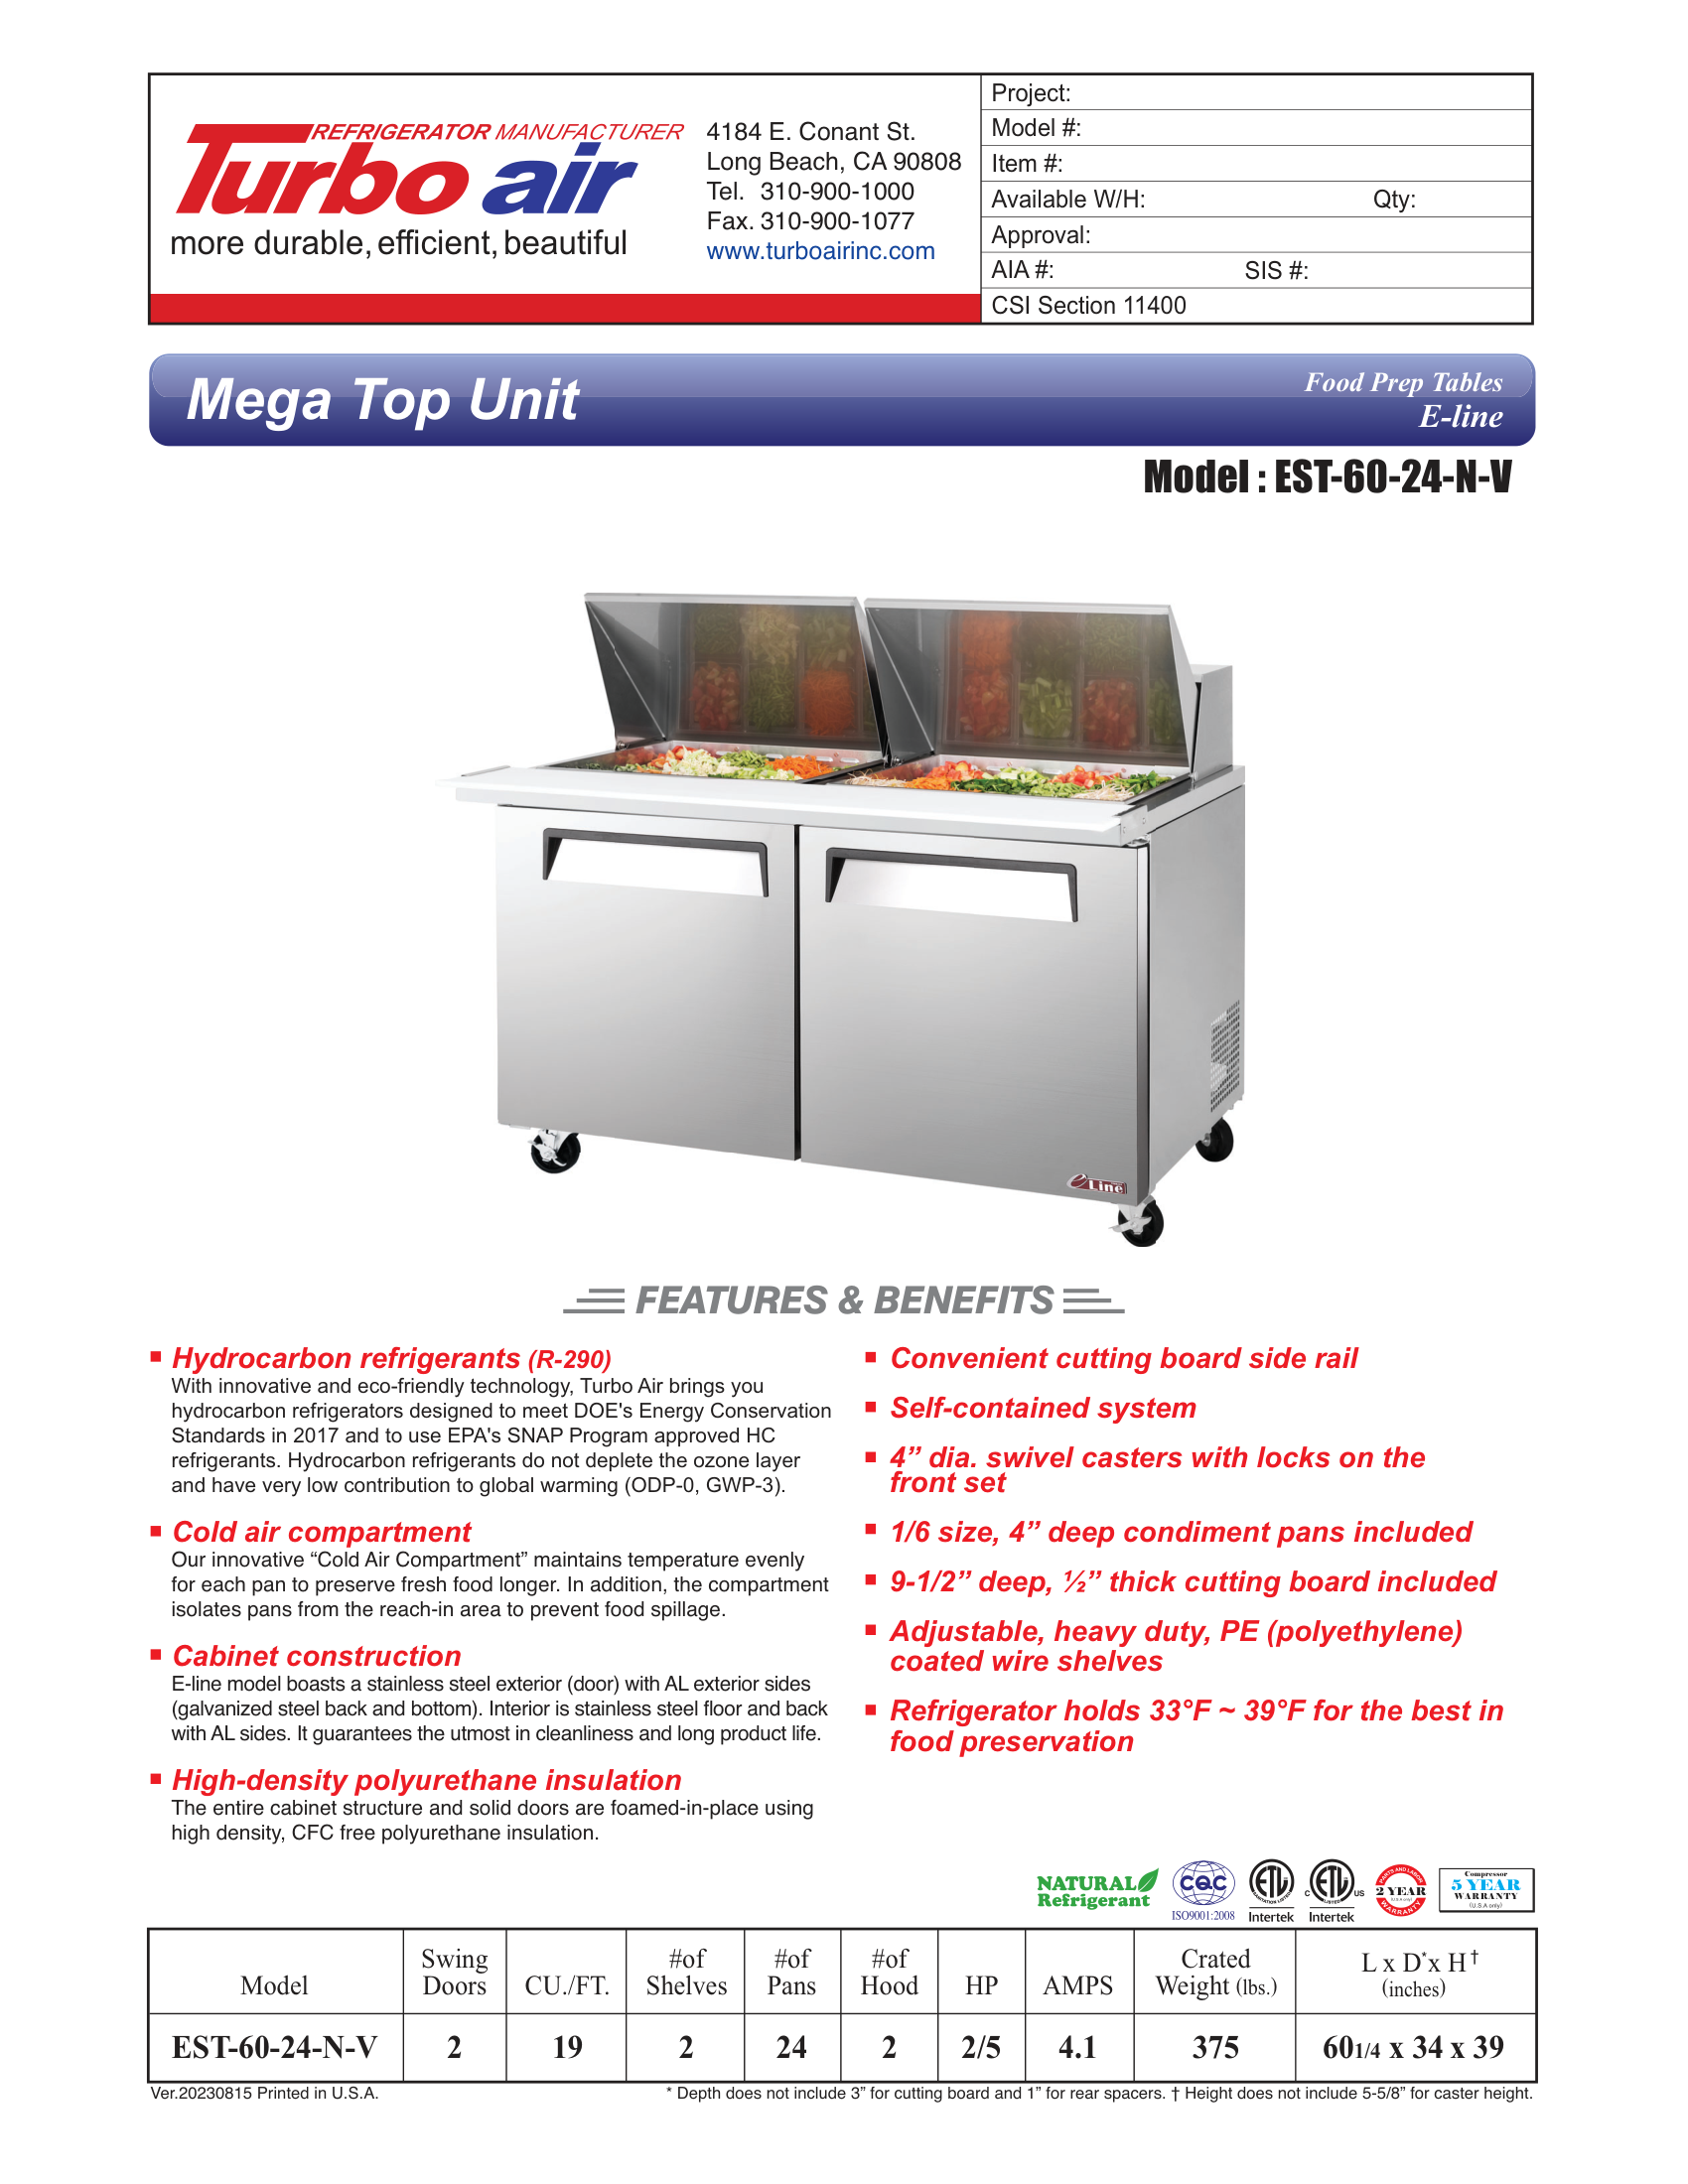 REFRIGERATOR MANUFACTURER
Turbo air
more durable, efficient, beautiful
4184 E. Conant St.
Long Beach, CA 90808
Tel. 310-900-1000
Fax. 310-900-1077
www.turboairinc.com
Project:
Model #:
Item #:
Available W/H: Qty:
Approval:
AIA #: SIS #:
CSI Section 11400
Mega Top Unit
Food Prep Tables
E-line
Model : EST-60-24-N-V
e Line
FEATURES & BENEFITS
Hydrocarbon refrigerants (R-290)
With innovative and eco-friendly technology, Turbo Air brings you
hydrocarbon refrigerators designed to meet DOE's Energy Conservation
Standards in 2017 and to use EPA's SNAP Program approved HC
refrigerants. Hydrocarbon refrigerants do not deplete the ozone layer
and have very low contribution to global warming (ODP-0, GWP-3).
Cold air compartment
Our innovative “Cold Air Compartment” maintains temperature evenly
for each pan to preserve fresh food longer. In addition, the compartment
isolates pans from the reach-in area to prevent food spillage.
Cabinet construction
E-line model boasts a stainless steel exterior (door) with AL exterior sides
(galvanized steel back and bottom). Interior is stainless steel floor and back
with AL sides. It guarantees the utmost in cleanliness and long product life.
High-density polyurethane insulation
The entire cabinet structure and solid doors are foamed-in-place using
high density, CFC free polyurethane insulation.
Convenient cutting board side rail
Self-contained system
4” dia. swivel casters with locks on the
front set
1/6 size, 4” deep condiment pans included
9-1/2” deep, ½” thick cutting board included
Adjustable, heavy duty, PE (polyethylene)
coated wire shelves
Refrigerator holds 33°F ~ 39°F for the best in
food preservation
NATURAL
Refrigerant
CQC
ISO9001:2008
ETL
SANITATION LISTED
Intertek
C ETL US
LISTED
Intertek
PARTS AND LABOR
2 YEAR
(U.S.A only)
WARRANTY
Compressor
5 YEAR
WARRANTY
(U.S.A only)
Model Swing Doors CU./FT. #of Shelves #of Pans #of Hood HP AMPS Crated Weight (lbs.) L x D* x H† (inches)
EST-60-24-N-V 2 19 2 24 2 2/5 4.1 375 60 1/4 x 34 x 39
Ver.20230815 Printed in U.S.A.
* Depth does not include 3” for cutting board and 1” for rear spacers. † Height does not include 5-5/8” for caster height.